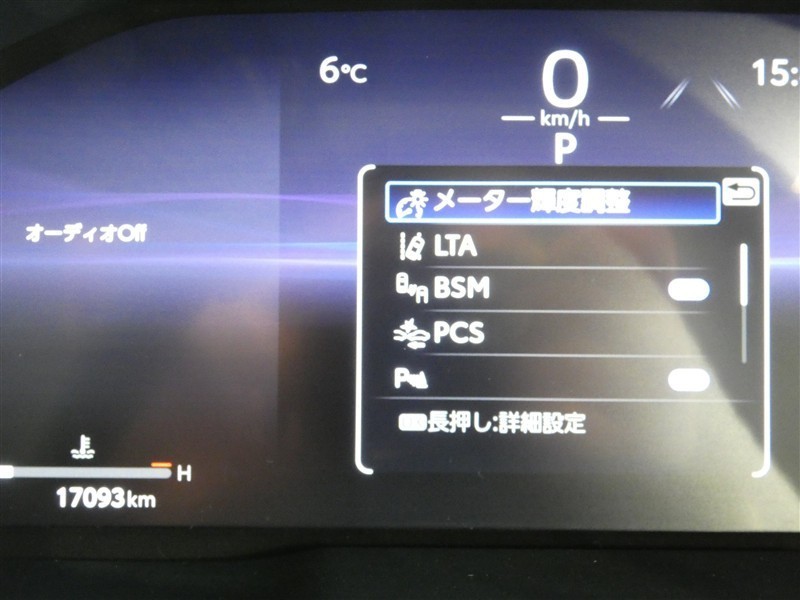 6°C
0
km/h
15:
P
メーター輝度調整
オーディオOff
LTA
BSM
PCS
P
長押し:詳細設定
H
17093km